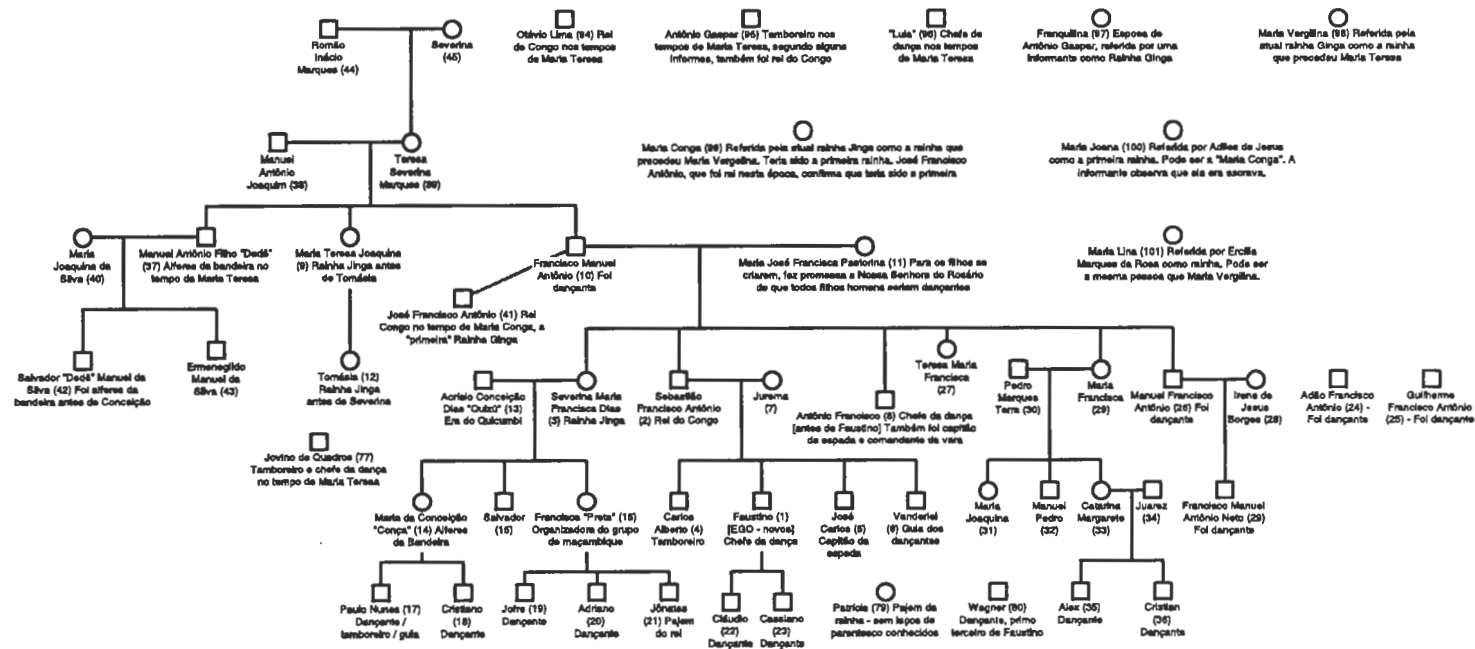 Romão
Inácio
Marques (44)
Severina
(45)
Otávio Lima (94) Rei
de Congo nos tempos
de Maria Teresa
Antônio Gaspar (95) Tamboreiro nos
tempos de Maria Teresa, segundo alguns
informes, também foi rei do Congo
"Lula" (96) Chefe de
dança nos tempos
de Maria Teresa
Franquilina (97) Esposa de
Antônio Gaspar, referida por uma
informante como Rainha Ginga
Maria Vergilina (98) Referida pela
atual rainha Ginga como a rainha
que precedeu Maria Teresa
Manuel
Antônio
Joaquim (38)
Teresa
Severina
Marques (39)
Maria Conga (99) Referida pela atual rainha Jinga como a rainha que
precedeu Maria Vergelina. Teria sido a primeira rainha. José Francisco
Antônio, que foi rei nesta época, confirma que teria sido a primeira
Maria Joana (100) Referida por Adiles de Jesus
como a primeira rainha. Pode ser a "Maria Conga". A
informante observa que ela era escrava.
Maria
Joaquina da
Silva (40)
Manuel Antônio Filho "Dedê"
(37) Alferes da bandeira no
tempo da Maria Teresa
Maria Teresa Joaquina
(9) Rainha Jinga antes
de Tomásia
Francisco Manuel
Antônio (10) Foi
dançante
Maria José Francisca Pastorina (11) Para os filhos se
criarem, faz promessa a Nossa Senhora do Rosário
de que todos filhos homens seriam dançantes
Maria Lina (101) Referida por Ercília
Marques da Rosa como rainha. Pode ser
a mesma pessoa que Maria Vergilina.
José Francisco Antônio (41) Rei
Congo no tempo de Maria Conga, a
"primeira" Rainha Ginga
Salvador "Dedê" Manuel da
Silva (42) Foi alferes da
bandeira antes de Conceição
Ermenegildo
Manuel da
Silva (43)
Tomásia (12)
Rainha Jinga
antes de Severina
Acrísio Conceição
Dias "Quizú" (13)
Era do Quicumbi
Severina Maria
Francisca Dias
(3) Rainha Jinga
Sebastião
Francisco Antônio
(2) Rei do Congo
Jurema
(7)
Antônio Francisco (8) Chefe da dança
[antes de Faustino] Também foi capitão
de espada e comandante da vara
Teresa Maria
Francisca
(27)
Pedro
Marques
Terra (30)
Maria
Francisca
(29)
Manuel Francisco
Antônio (26) Foi
dançante
Irene de
Jesus
Borges (28)
Adão Francisco
Antônio (24) -
Foi dançante
Guilherme
Francisco Antônio
(25) - Foi dançante
Jovino de Quadros (77)
Tamboreiro e chefe da dança
no tempo de Maria Teresa
Maria da Conceição
"Conça" (14) Alferes
da Bandeira
Salvador
(15)
Francisca "Preta" (16)
Organizadora do grupo
de maçambique
Carlos
Alberto (4)
Tamboreiro
Faustino (1)
[EGO - novos]
Chefe da dança
José
Carlos (5)
Capitão da
espada
Vanderlei
(6) Guia dos
dançantes
Maria
Joaquina
(31)
Manuel
Pedro
(32)
Catarina
Margarete
(33)
Juarez
(34)
Francisco Manuel
Antônio Neto (29)
Foi dançante
Paulo Nunes (17)
Dançante /
tamboreiro / guia
Cristiano
(18)
Dançante
Jofre (19)
Dançante
Adriano
(20)
Dançante
Jônatas
(21) Pajem
do rei
Cláudio
(22)
Dançante
Cassiano
(23)
Dançante
Patrícia (79) Pajem da
rainha - sem laços de
parentesco conhecidos
Wagner (80)
Dançante, primo
terceiro de Faustino
Alex (35)
Dançante
Cristian
(36)
Dançante